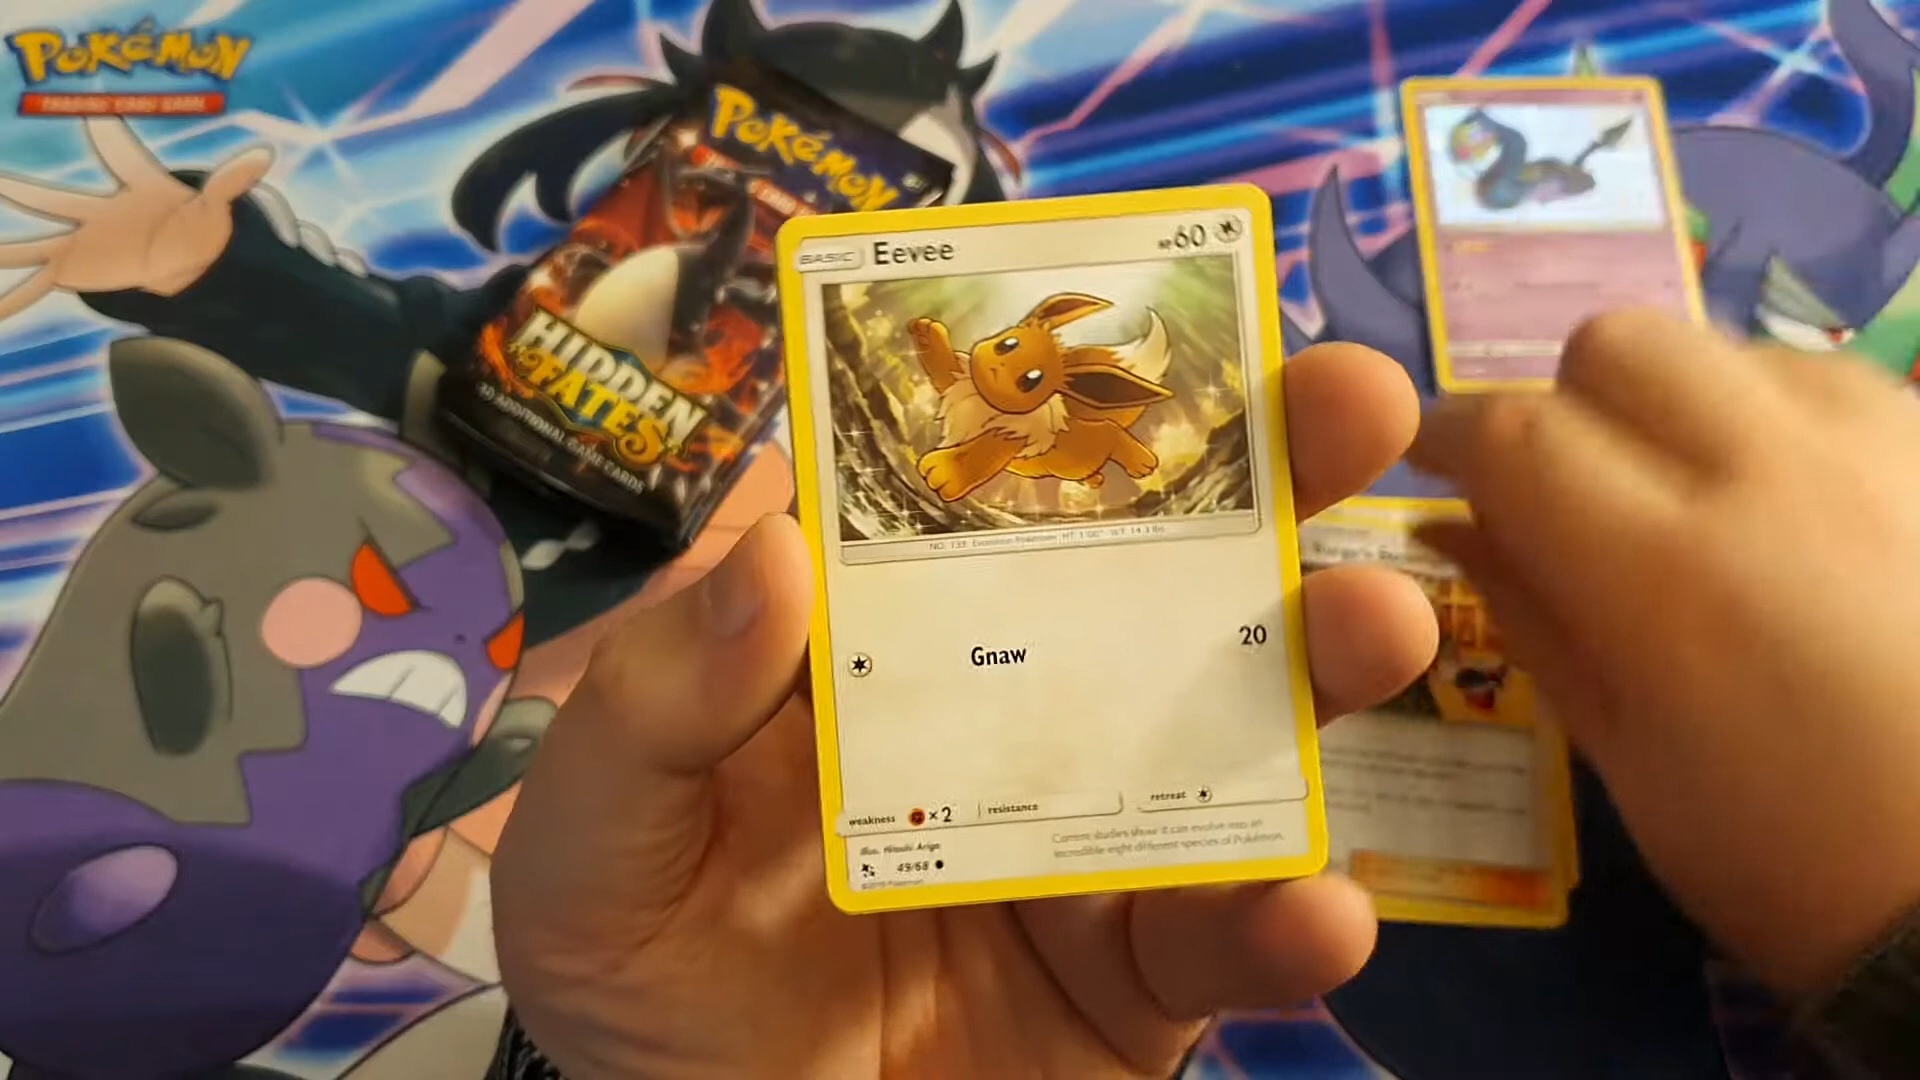 POKÉMON
TRADING CARD GAME
POKÉMON
HIDDEN
FATES
10 ADDITIONAL GAME CARDS
BASIC Eevee HP60
NO. 133 Evolution Pokémon HT: 1'00" WT: 14.3 lbs.
Gnaw 20
weakness ×2 resistance retreat
Illus. Hitoshi Ariga
49/68
©2019 Pokémon
Current studies show it can evolve into an
incredible eight different species of Pokémon.